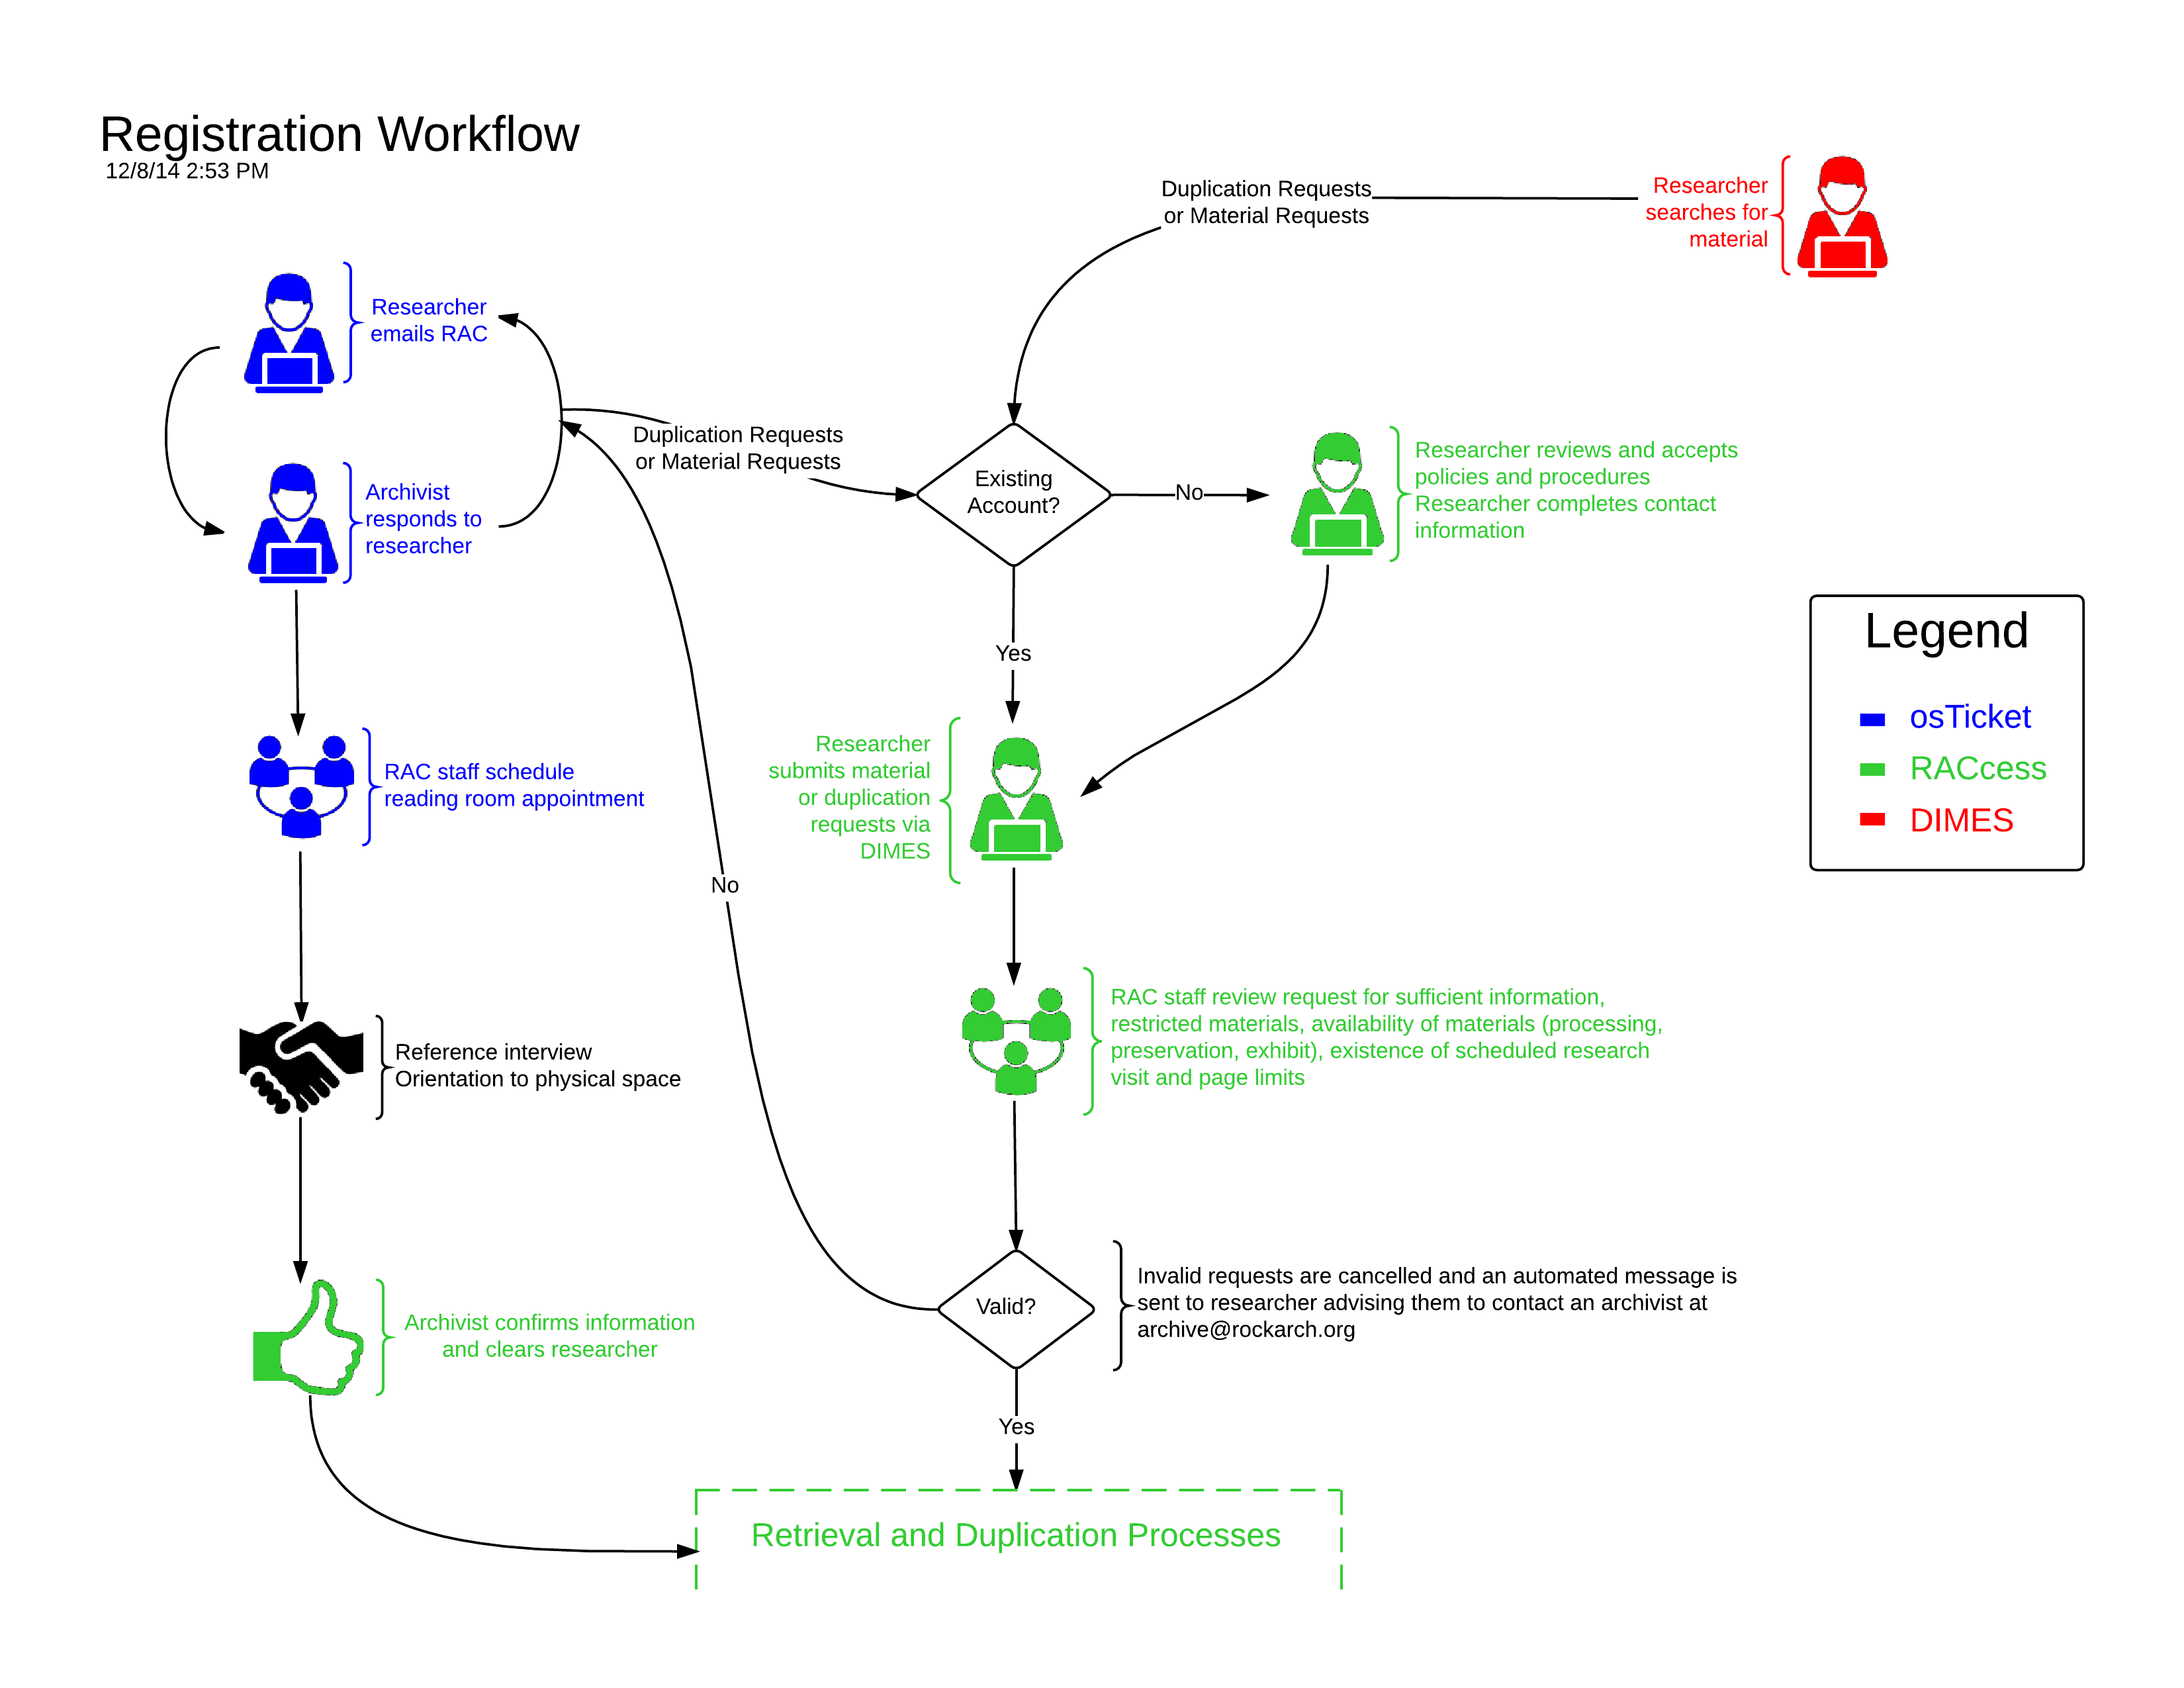 Registration Workflow
12/8/14 2:53 PM
Duplication Requests
or Material Requests
Researcher
searches for
material
Researcher
emails RAC
Duplication Requests
or Material Requests
Archivist
responds to
researcher
Existing
Account?
No
Researcher reviews and accepts
policies and procedures
Researcher completes contact
information
Yes
Legend
osTicket
RACcess
DIMES
RAC staff schedule
reading room appointment
Researcher
submits material
or duplication
requests via
DIMES
No
RAC staff review request for sufficient information,
restricted materials, availability of materials (processing,
preservation, exhibit), existence of scheduled research
visit and page limits
Reference interview
Orientation to physical space
Valid?
Invalid requests are cancelled and an automated message is
sent to researcher advising them to contact an archivist at
archive@rockarch.org
Archivist confirms information
and clears researcher
Yes
Retrieval and Duplication Processes